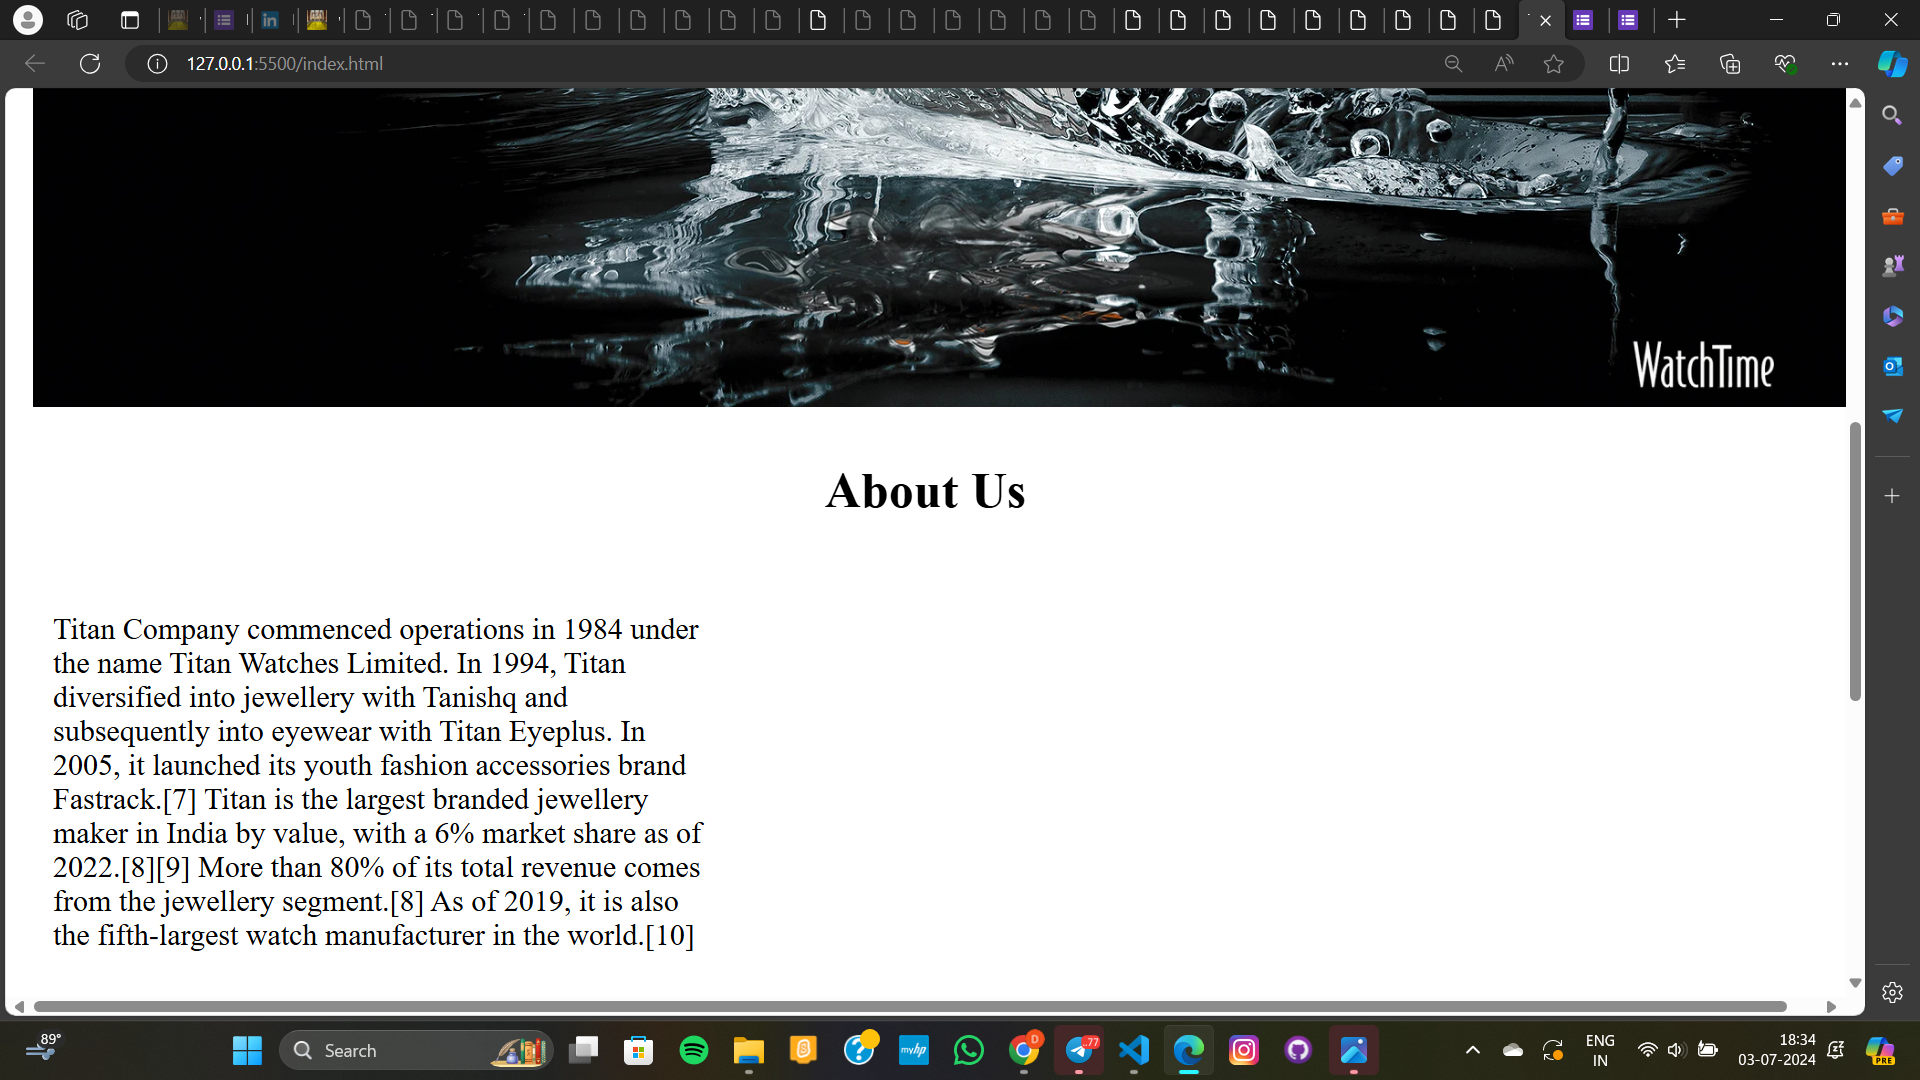 127.0.0.1:5500/index.html
WatchTime
About Us
Titan Company commenced operations in 1984 under
the name Titan Watches Limited. In 1994, Titan
diversified into jewellery with Tanishq and
subsequently into eyewear with Titan Eyeplus. In
2005, it launched its youth fashion accessories brand
Fastrack.[7] Titan is the largest branded jewellery
maker in India by value, with a 6% market share as of
2022.[8][9] More than 80% of its total revenue comes
from the jewellery segment.[8] As of 2019, it is also
the fifth-largest watch manufacturer in the world.[10]
89°
Search
myhp
D
77
ENG
IN
18:34
03-07-2024
PRE